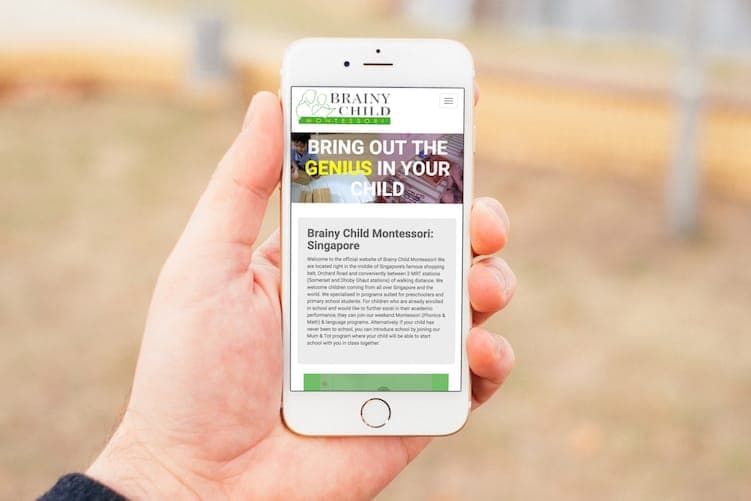 BRAINY
CHILD
MONTESSORI
BRING OUT THE
GENIUS IN YOUR
CHILD
Brainy Child Montessori:
Singapore
Welcome to the official website of Brainy Child Montessori! We
are located right in the middle of Singapore's famous shopping
belt, Orchard Road and conveniently between 2 MRT stations
(Somerset and Dhoby Ghaut stations) of walking distance. We
welcome children coming from all over Singapore and the
world. We specialised in programs suited for preschoolers and
primary school students. For children who are already enrolled
in school and would like to further excel in their academic
performance, they can join our weekend Montessori (Phonics &
Math) & language programs. Alternatively, if your child has
never been to school, you can introduce school by joining our
Mum & Tot program where your child will be able to start
school with you in class together.